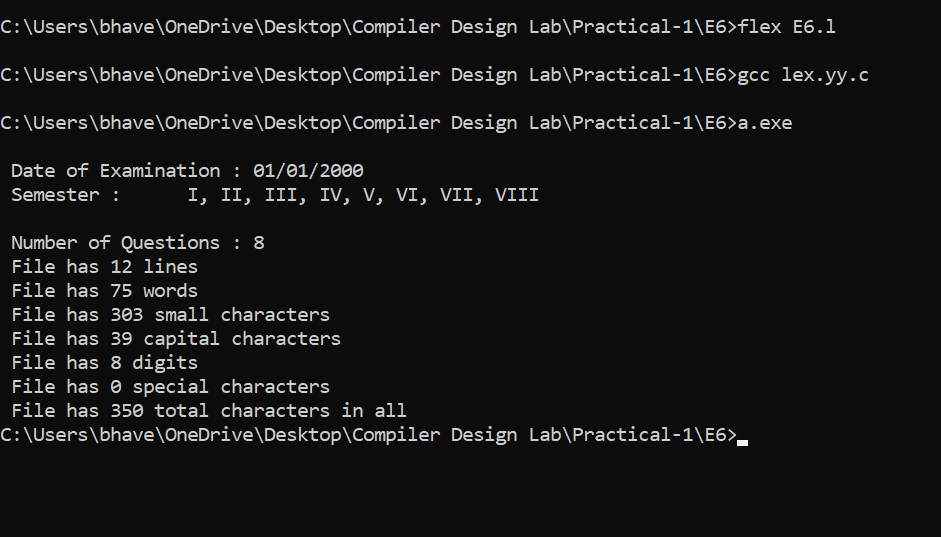 C:\Users\bhave\OneDrive\Desktop\Compiler Design Lab\Practical-1\E6>flex E6.l
C:\Users\bhave\OneDrive\Desktop\Compiler Design Lab\Practical-1\E6>gcc lex.yy.c
C:\Users\bhave\OneDrive\Desktop\Compiler Design Lab\Practical-1\E6>a.exe
Date of Examination : 01/01/2000
Semester :      I, II, III, IV, V, VI, VII, VIII
Number of Questions : 8
File has 12 lines
File has 75 words
File has 303 small characters
File has 39 capital characters
File has 8 digits
File has 0 special characters
File has 350 total characters in all
C:\Users\bhave\OneDrive\Desktop\Compiler Design Lab\Practical-1\E6>